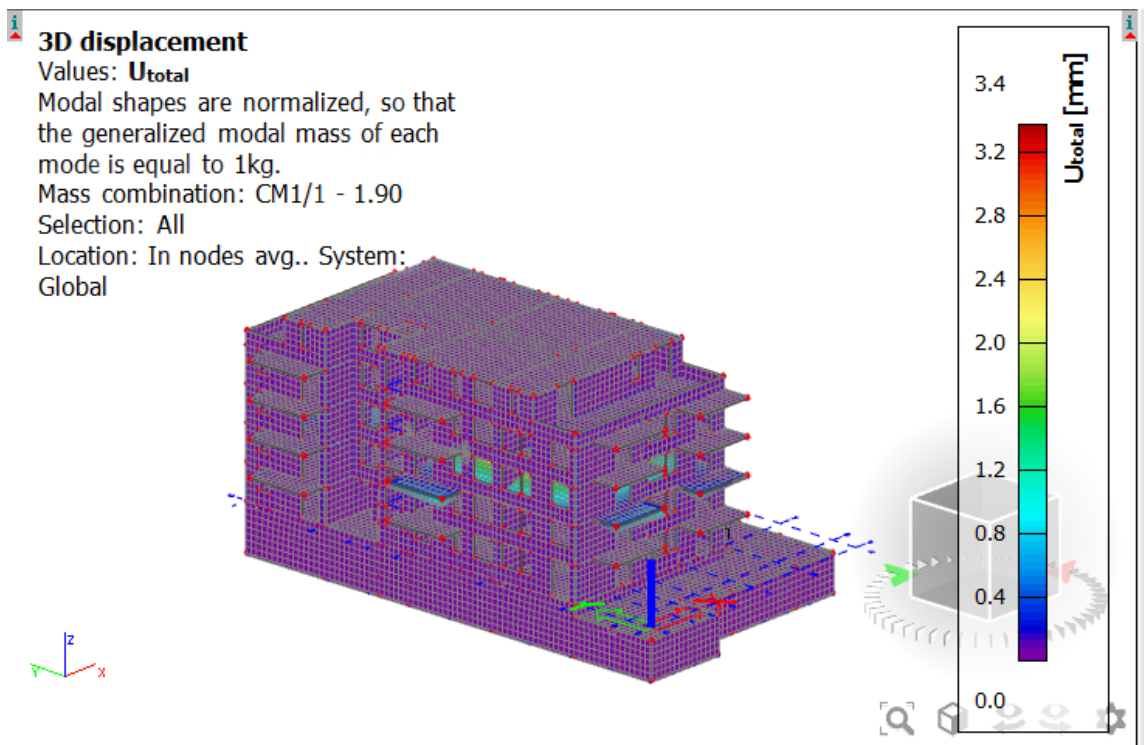 3D displacement
Values: Utotal
Modal shapes are normalized, so that
the generalized modal mass of each
mode is equal to 1kg.
Mass combination: CM1/1 - 1.90
Selection: All
Location: In nodes avg.. System:
Global
Utotal [mm]
3.4
3.2
2.8
2.4
2.0
1.6
1.2
0.8
0.4
0.0
z
Y
x
i
i